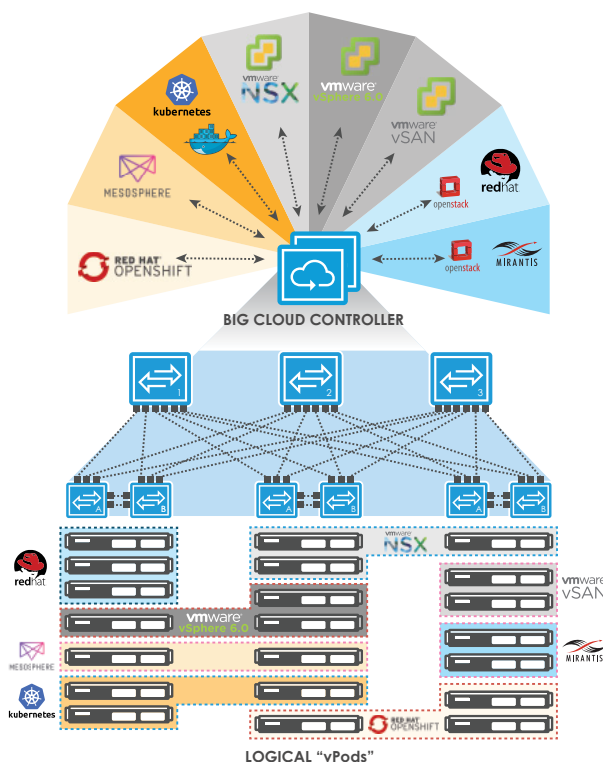 vmware
NSX
vmware
vSphere 6.0
vmware
vSAN
kubernetes
docker
MESOSPHERE
redhat
openstack
RED HAT
OPENSHIFT
openstack
MIRANTIS
BIG CLOUD CONTROLLER
1
2
3
A
B
A
B
A
B
redhat
vmware
NSX
vmware
vSAN
vmware
vSphere 6.0
MESOSPHERE
MIRANTIS
kubernetes
RED HAT
OPENSHIFT
LOGICAL "vPods"